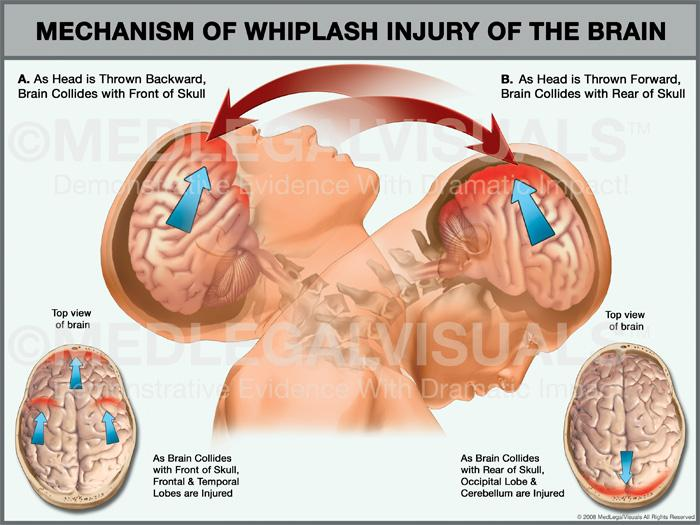 MECHANISM OF WHIPLASH INJURY OF THE BRAIN
A. As Head is Thrown Backward,
Brain Collides with Front of Skull
B. As Head is Thrown Forward,
Brain Collides with Rear of Skull
©MEDLEGALVISUALS™
Demonstrative Evidence With Dramatic Impact!
Top view
of brain
Top view
of brain
©MEDLEGALVISUALS™
Demonstrative Evidence With Dramatic Impact!
As Brain Collides
with Front of Skull,
Frontal & Temporal
Lobes are Injured
As Brain Collides
with Rear of Skull,
Occipital Lobe &
Cerebellum are Injured
© 2008 MedLegalVisuals All Rights Reserved